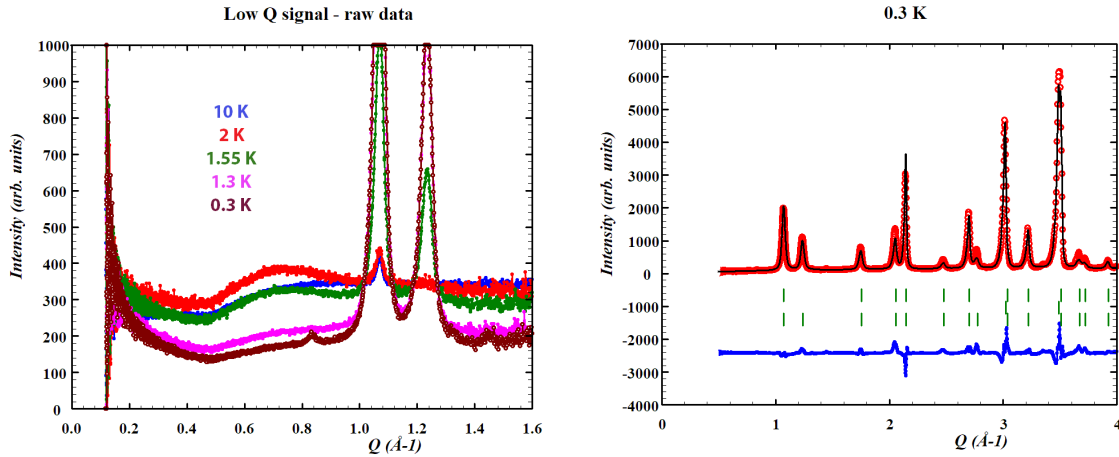 Low Q signal - raw data
1000
900
800
700
600
500
400
300
200
100
0
Intensity (arb. units)
10 K
2 K
1.55 K
1.3 K
0.3 K
0.0 0.2 0.4 0.6 0.8 1.0 1.2 1.4 1.6
Q (Å-1)
0.3 K
7000
6000
5000
4000
3000
2000
1000
0
-1000
-2000
-3000
-4000
Intensity (arb. units)
0 1 2 3 4
Q (Å-1)